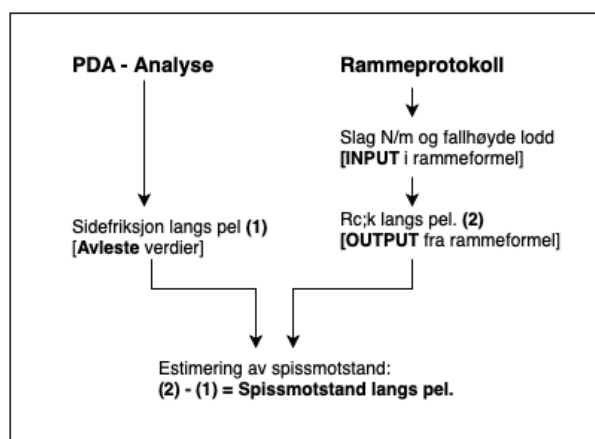 PDA - Analyse
Rammeprotokoll
Slag N/m og fallhøyde lodd
[INPUT i rammeformel]
Sidefriksjon langs pel (1)
[Avleste verdier]
Rc;k langs pel. (2)
[OUTPUT fra rammeformel]
Estimering av spissmotstand:
(2) - (1) = Spissmotstand langs pel.